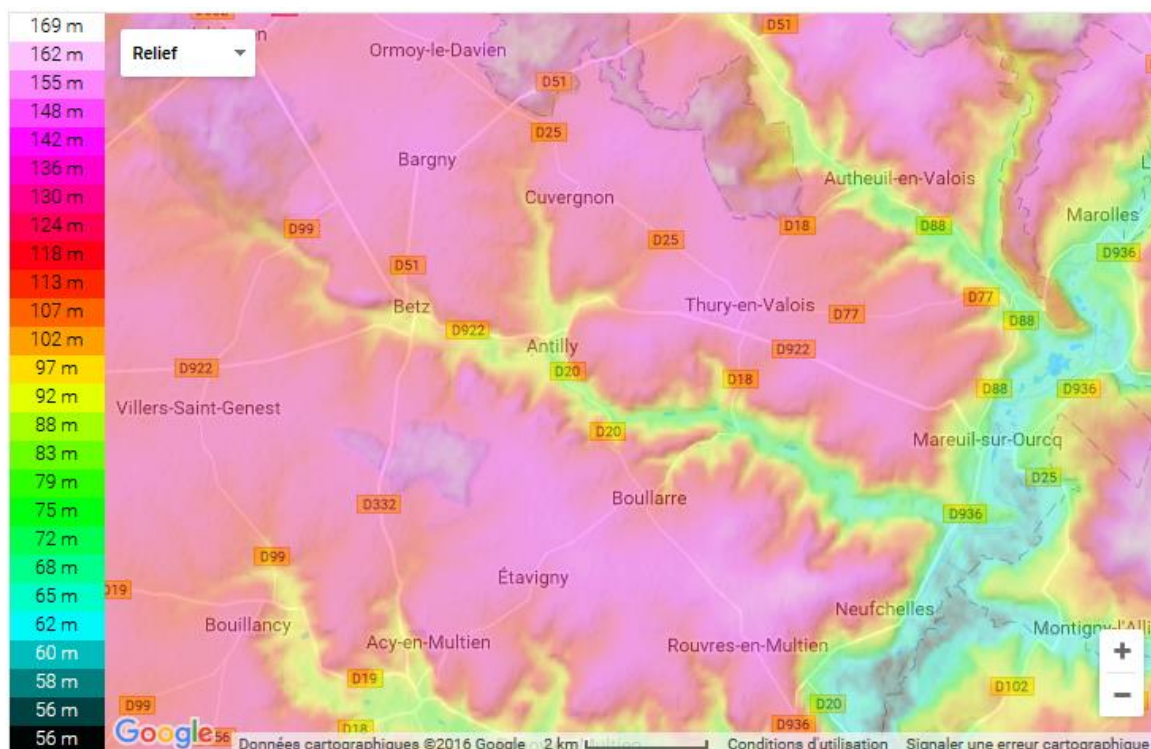 169 m
162 m
155 m
148 m
142 m
136 m
130 m
124 m
118 m
113 m
107 m
102 m
97 m
92 m
88 m
83 m
79 m
75 m
72 m
68 m
65 m
62 m
60 m
58 m
56 m
56 m
Relief
Ormoy-le-Davien
D51
D51
D25
Bargny
Cuvergnon
Autheuil-en-Valois
Marolles
D99
D25
D18
D88
D936
D51
Betz
D922
Thury-en-Valois
D77
D77
D88
Antilly
D922
D922
D20
D18
D88
D936
Villers-Saint-Genest
D20
Mareuil-sur-Ourcq
D25
D332
Boullarre
D936
D99
Étavigny
D19
Bouillancy
Neufchelles
Acy-en-Multien
Rouvres-en-Multien
Montigny-l'Alli
+
−
D19
D102
D99
D20
D18
D936
Google
Données cartographiques ©2016 Google
2 km
Conditions d'utilisation
Signaler une erreur cartographique